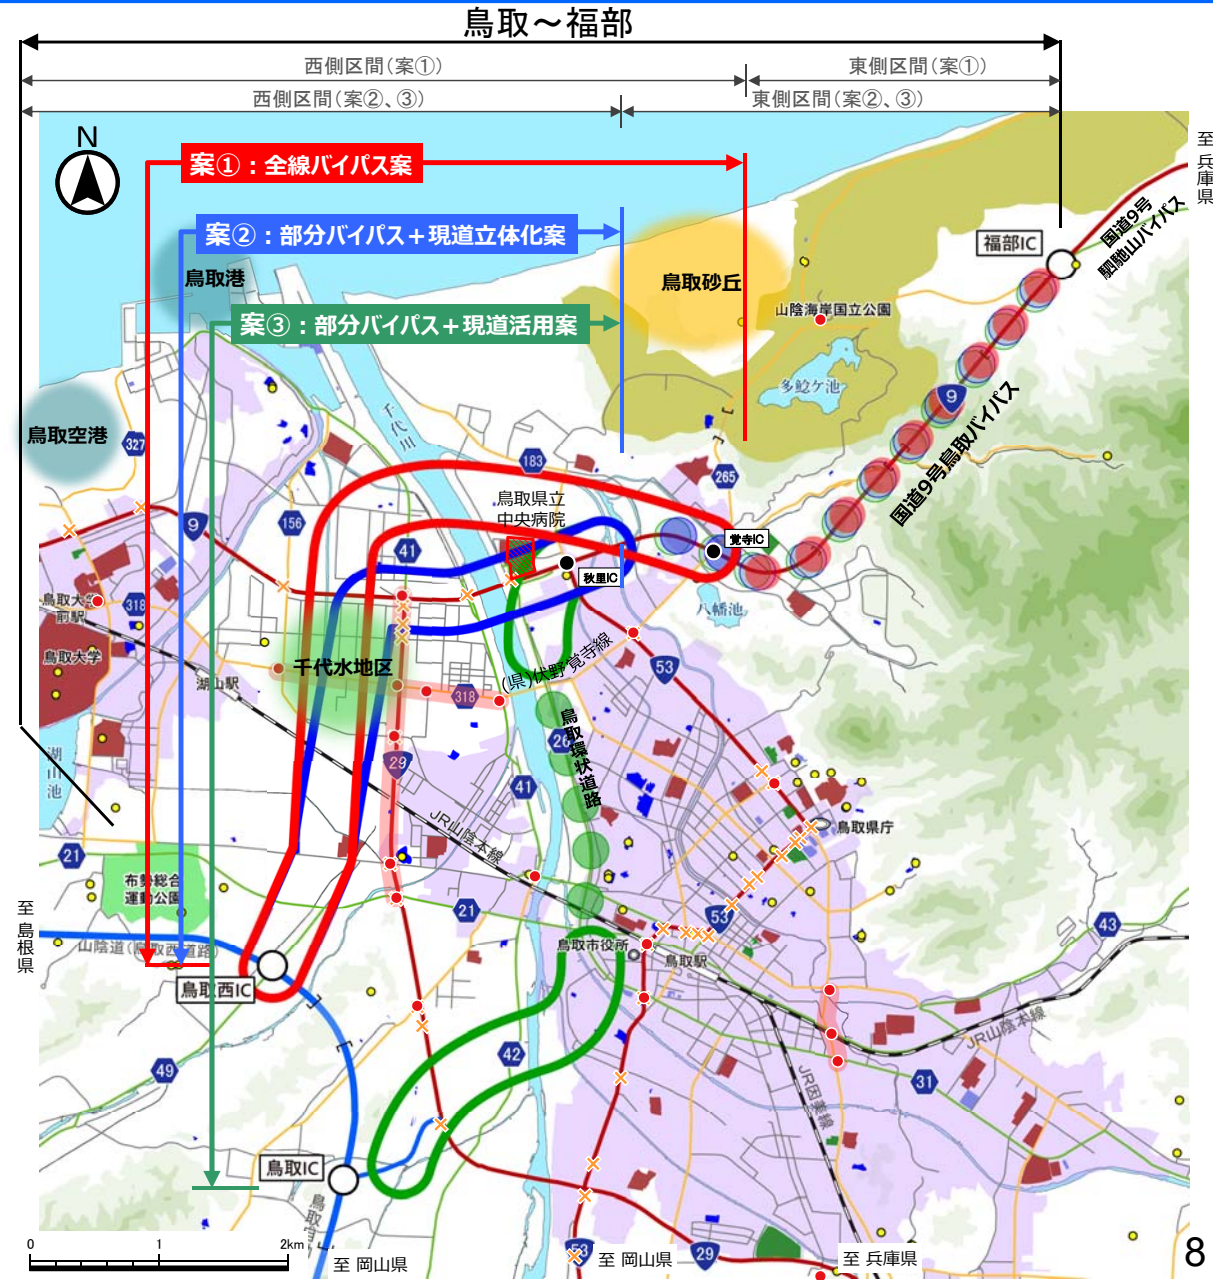 鳥取～福部
西側区間(案①)
東側区間(案①)
西側区間(案②、③)
東側区間(案②、③)
N
至 兵庫県
案①：全線バイパス案
案②：部分バイパス＋現道立体化案
案③：部分バイパス＋現道活用案
国道9号
駟馳山バイパス
福部IC
鳥取港
鳥取砂丘
山陰海岸国立公園
多鯰ケ池
9
国道9号鳥取バイパス
鳥取空港
327
千代川
183
265
鳥取県立
中央病院
9
156
41
覚寺IC
秋里IC
八幡池
鳥取大学
前駅
318
鳥取大学
湖山駅
千代水地区
318
(県)伏野覚寺線
53
鳥取環状道路
26
29
41
湖山池
JR山陰本線
鳥取県庁
21
布勢総合
運動公園
21
53
43
至 島根県
山陰道(鳥取西道路)
鳥取市役所
鳥取駅
鳥取西IC
JR山陰本線
49
42
31
JR因美線
鳥取IC
0
1
2km
至 岡山県
53
至 岡山県
29
至 兵庫県
8